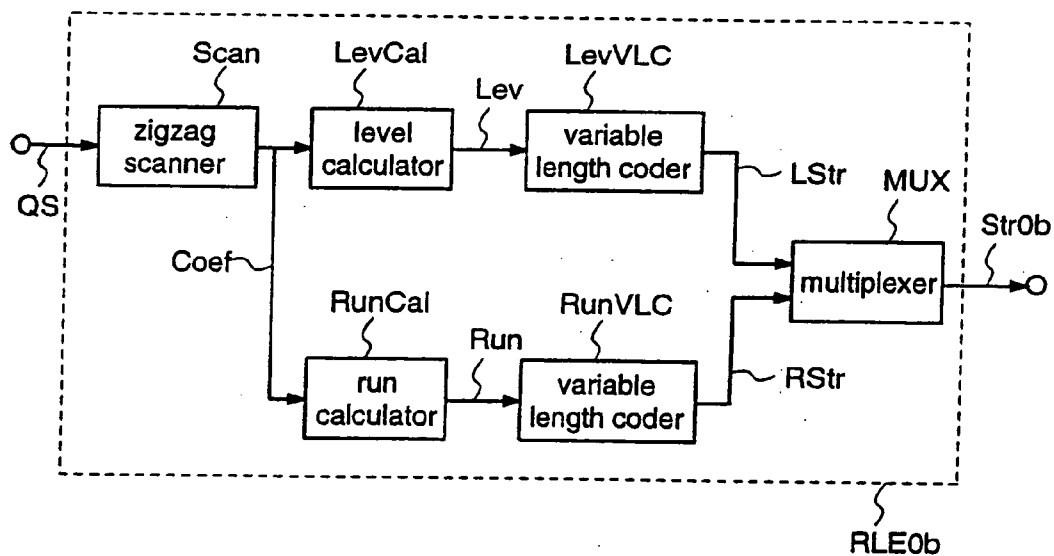 Scan
LevCal
LevVLC
Lev
zigzag
scanner
level
calculator
variable
length coder
QS
LStr
MUX
Str0b
Coef
multiplexer
RunCal
RunVLC
Run
run
calculator
variable
length coder
RStr
RLE0b